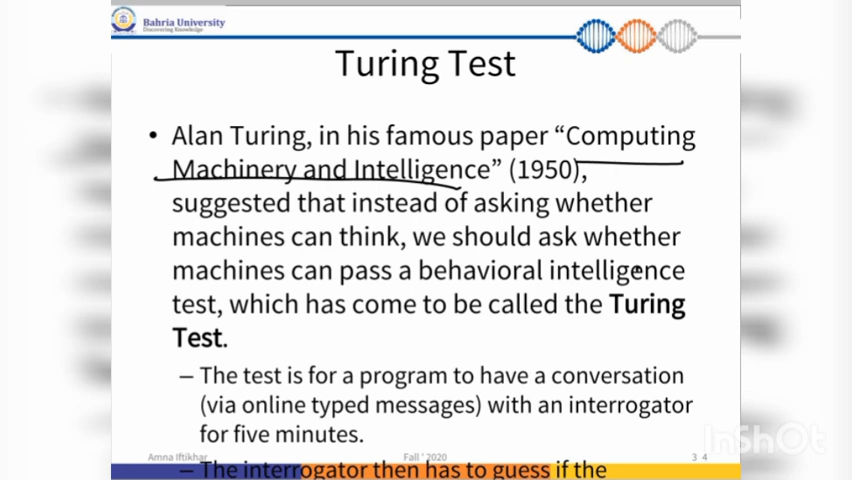 Bahria University
Discovering Knowledge
Turing Test
• Alan Turing, in his famous paper “Computing
Machinery and Intelligence” (1950),
suggested that instead of asking whether
machines can think, we should ask whether
machines can pass a behavioral intelligence
test, which has come to be called the Turing
Test.
– The test is for a program to have a conversation
(via online typed messages) with an interrogator
for five minutes.
Amna Iftikhar Fall ' 2020 3 4
– The interrogator then has to guess if the
InShOt